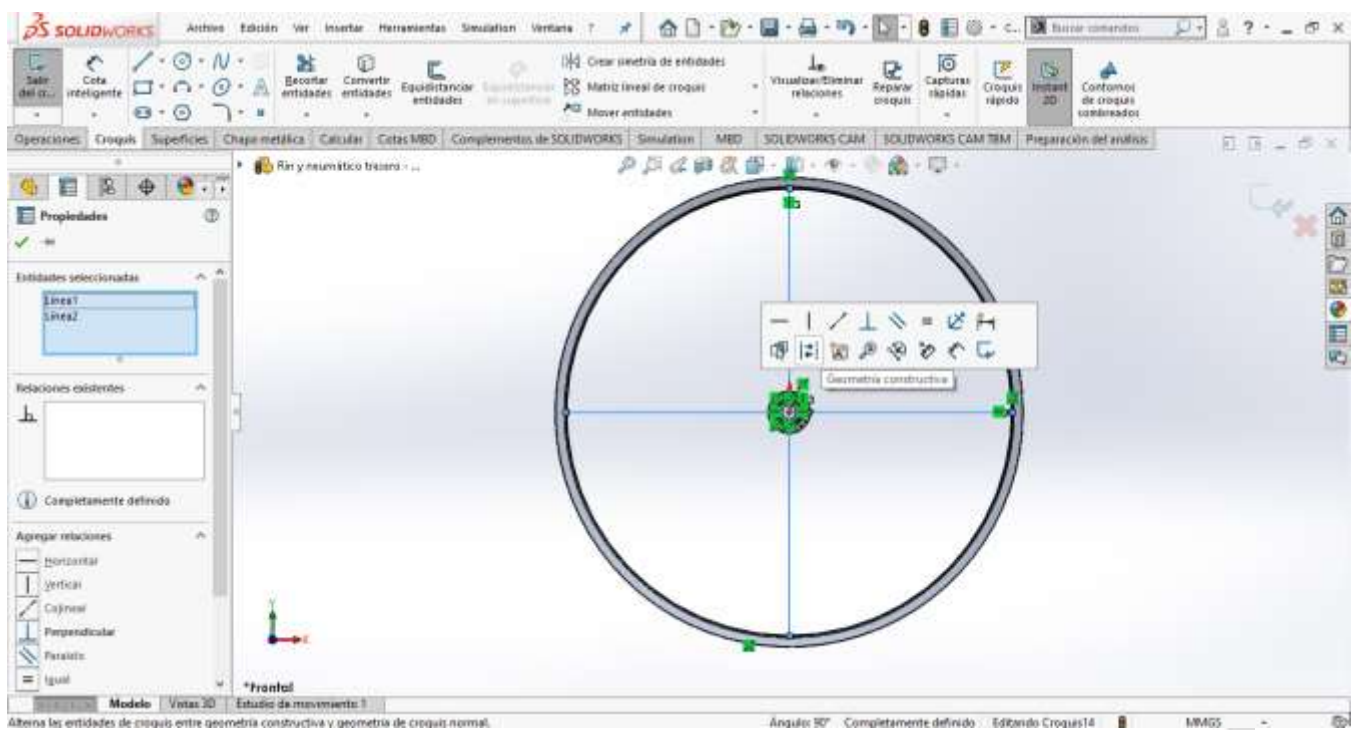 SOLIDWORKS Archivo Edición Ver Insertar Herramientas Simulation Ventana ? Buscar comandos
Salir del cr...
Cota inteligente
Recortar entidades
Convertir entidades
Equidistanciar entidades
Crear simetría de entidades
Matriz lineal de croquis
Mover entidades
Visualizar/Eliminar relaciones
Reparar croquis
Capturas rápidas
Croquis rápido
Instant 2D
Contornos de croquis sombreados
Operaciones Croquis Superficies Chapa metálica Calcular Cotas MBD Complementos de SOLIDWORKS Simulation MBD SOLIDWORKS CAM SOLIDWORKS CAM TBM Preparación del análisis
Rin y neumático trasero - ...
Propiedades
Entidades seleccionadas
Línea1
Línea2
Geometría constructiva
Relaciones existentes
Completamente definido
Agregar relaciones
Horizontal
Vertical
Colineal
Perpendicular
Paralelo
Igual
Y
X
*Frontal
Modelo Vistas 3D Estudio de movimiento 1
Alterna las entidades de croquis entre geometría constructiva y geometría de croquis normal. Ángulo: 90° Completamente definido Editando Croquis14 MMGS